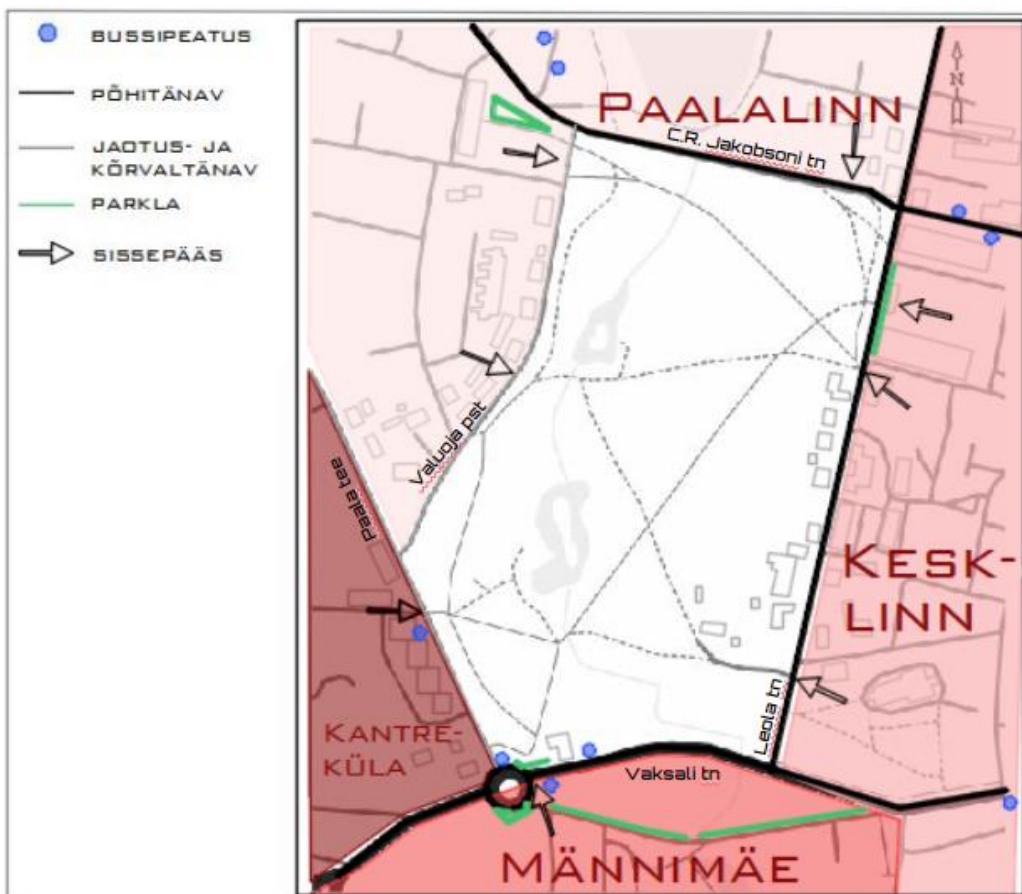 BUSSIPEATUS
PÕHITÄNAV
JAOTUS- JA
KÕRVALTÄNAV
PARKLA
SISSEPÄÄS
N
PAALALINN
C.R. Jakobsoni tn
Valuoja pst
Paala tee
KESK-
LINN
KANTRE-
KÜLA
Leola tn
Vaksali tn
MÄNNIMÄE